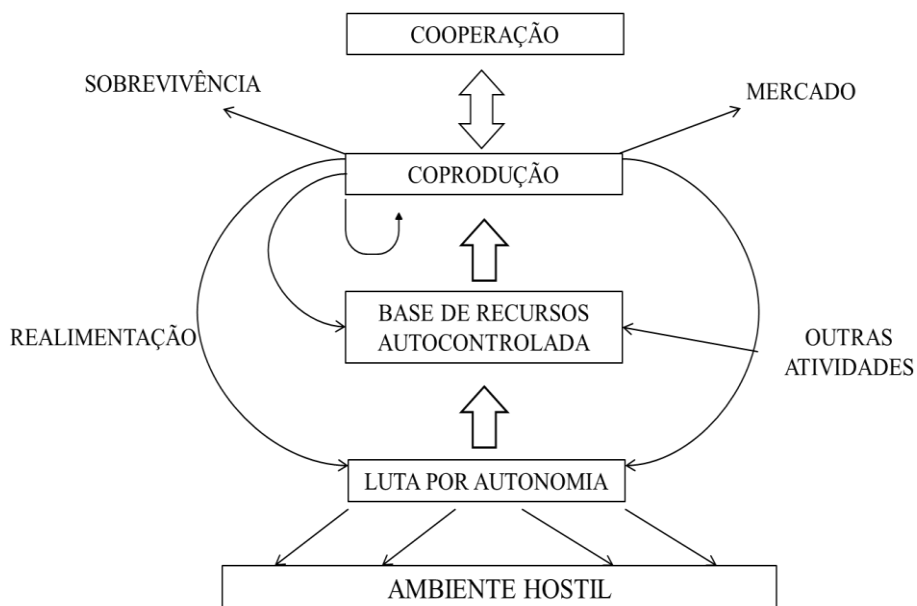 COOPERAÇÃO
SOBREVIVÊNCIA
MERCADO
COPRODUÇÃO
BASE DE RECURSOS
AUTOCONTROLADA
REALIMENTAÇÃO
OUTRAS
ATIVIDADES
LUTA POR AUTONOMIA
AMBIENTE HOSTIL